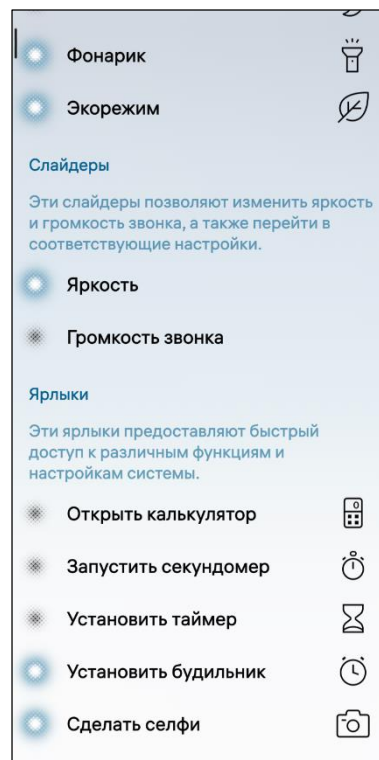 Фонарик
Экорежим
Слайдеры
Эти слайдеры позволяют изменить яркость
и громкость звонка, а также перейти в
соответствующие настройки.
Яркость
Громкость звонка
Ярлыки
Эти ярлыки предоставляют быстрый
доступ к различным функциям и
настройкам системы.
Открыть калькулятор
Запустить секундомер
Установить таймер
Установить будильник
Сделать селфи